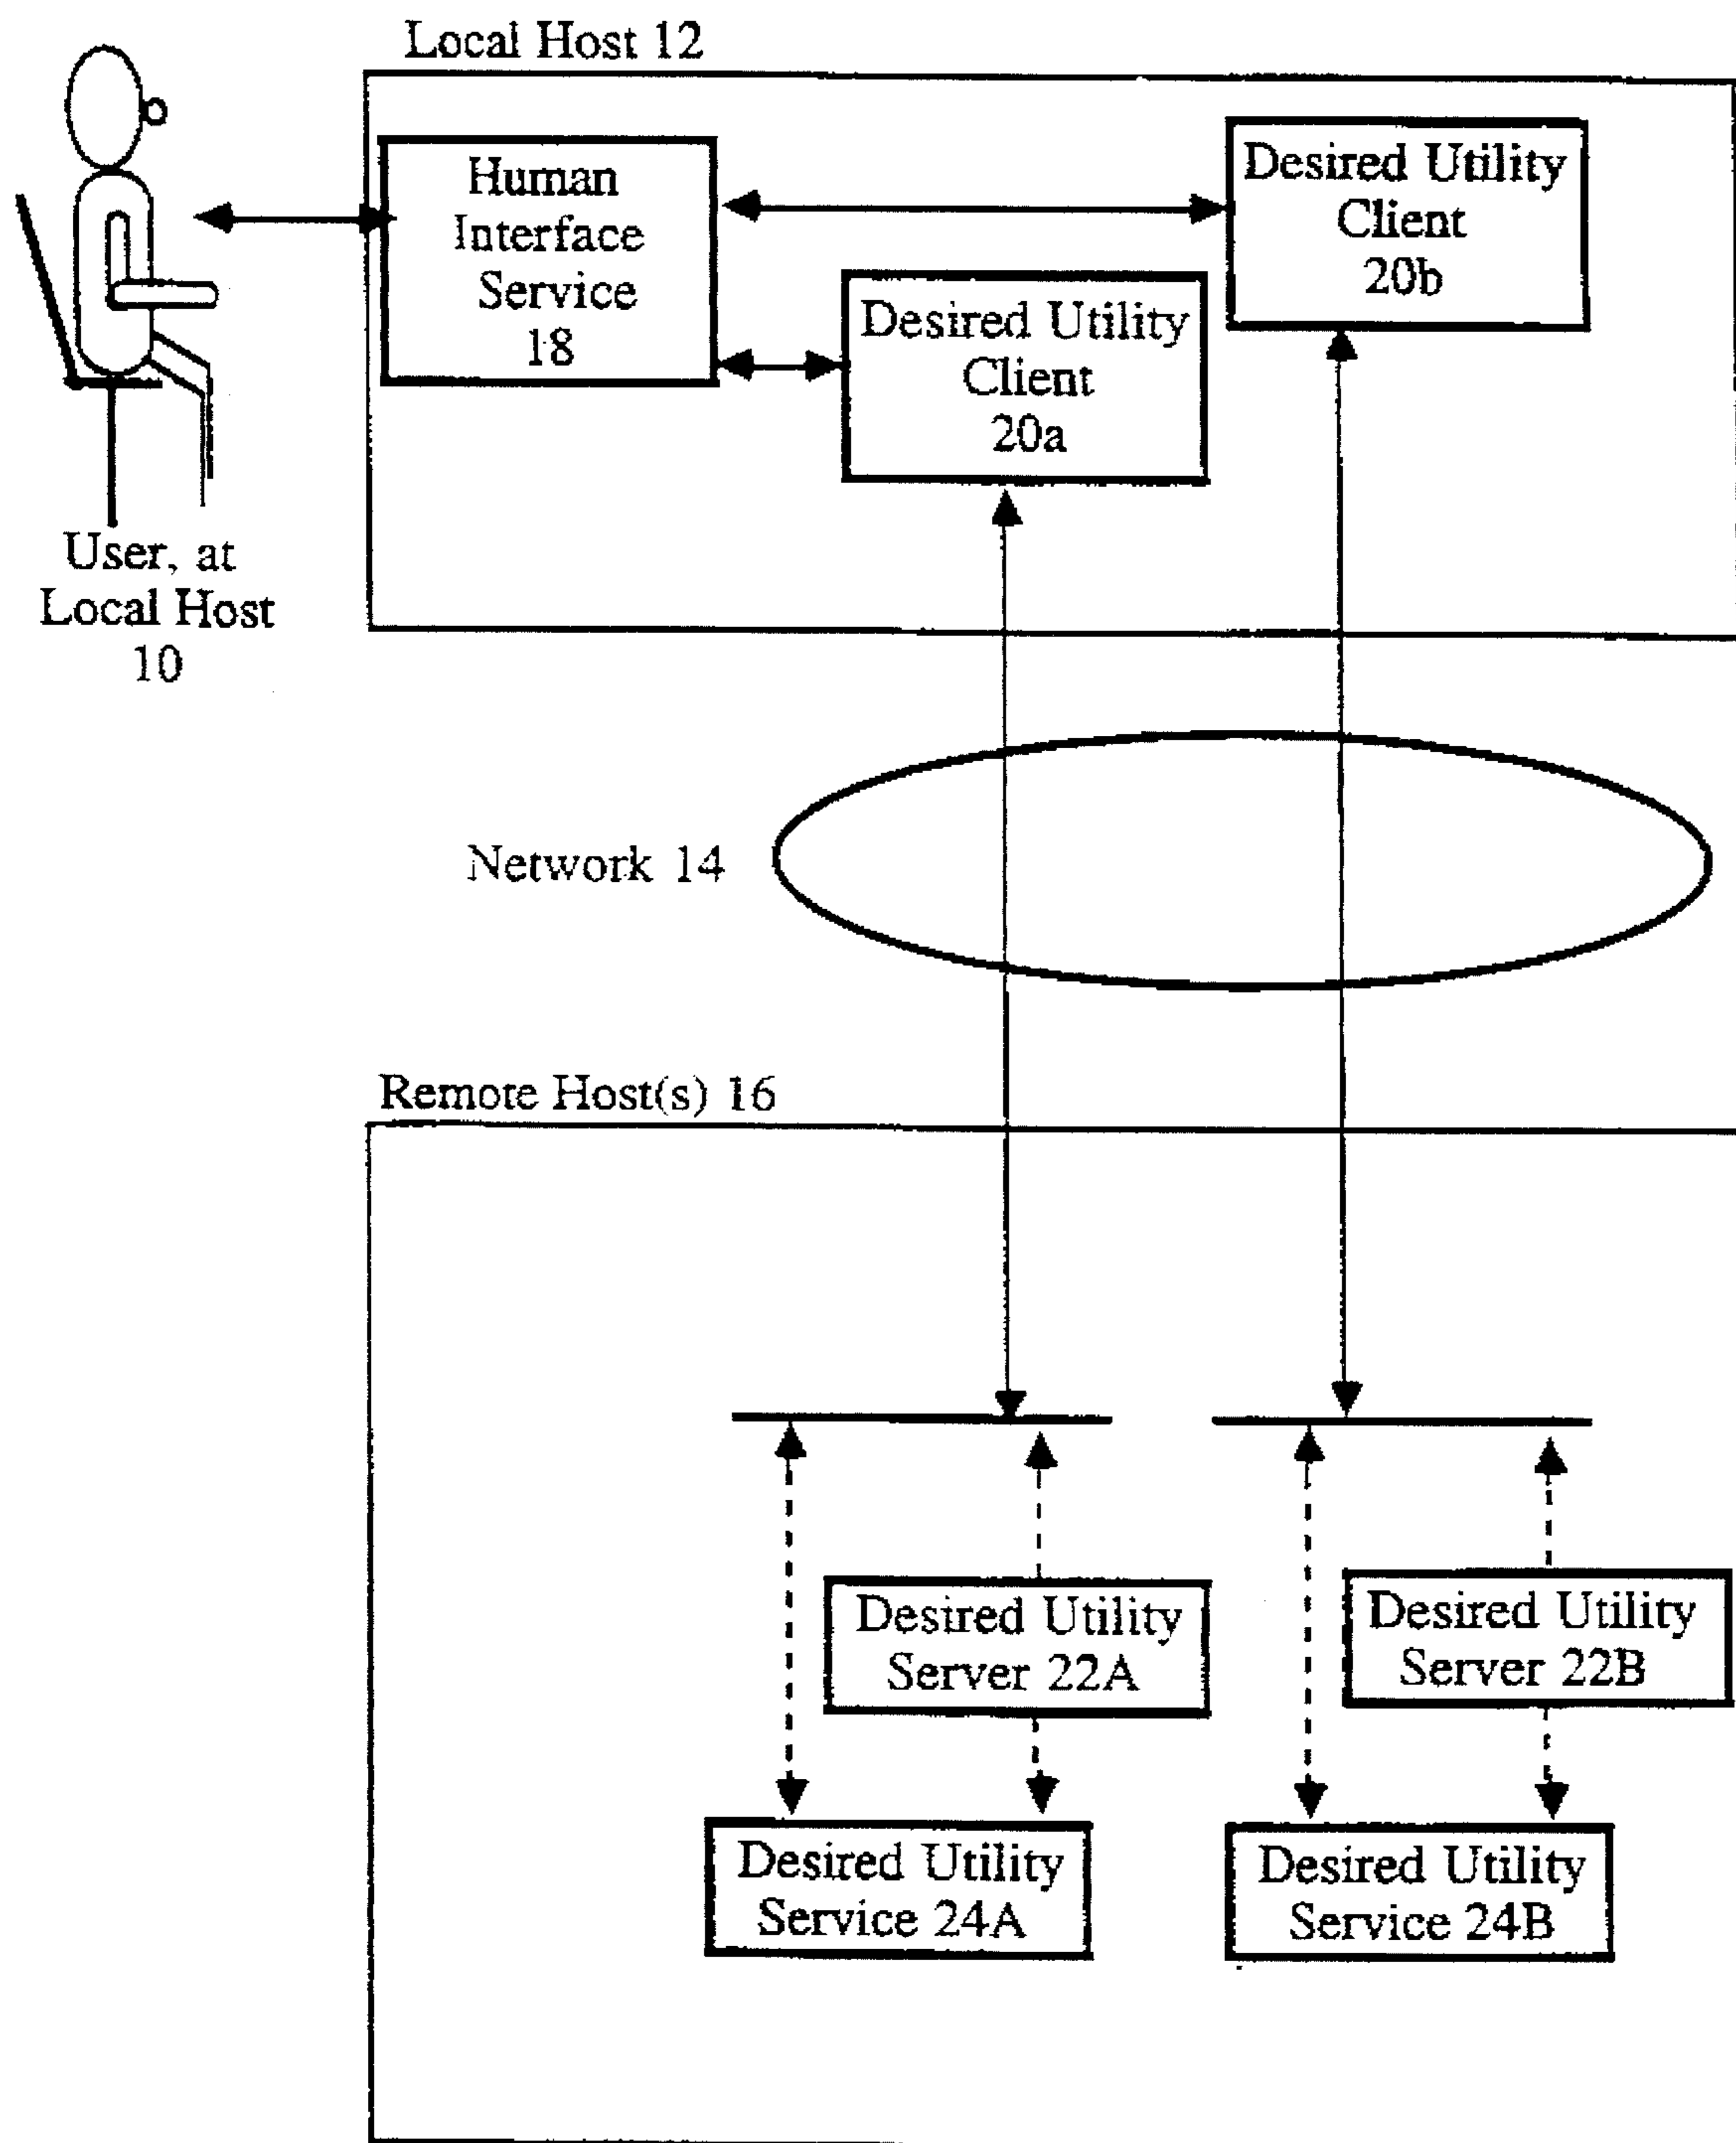 Local Host 12
Human
Interface
Service
18
Desired Utility
Client
20b
Desired Utility
Client
20a
User, at
Local Host
10
Network 14
Remote Host(s) 16
Desired Utility
Server 22A
Desired Utility
Server 22B
Desired Utility
Service 24A
Desired Utility
Service 24B